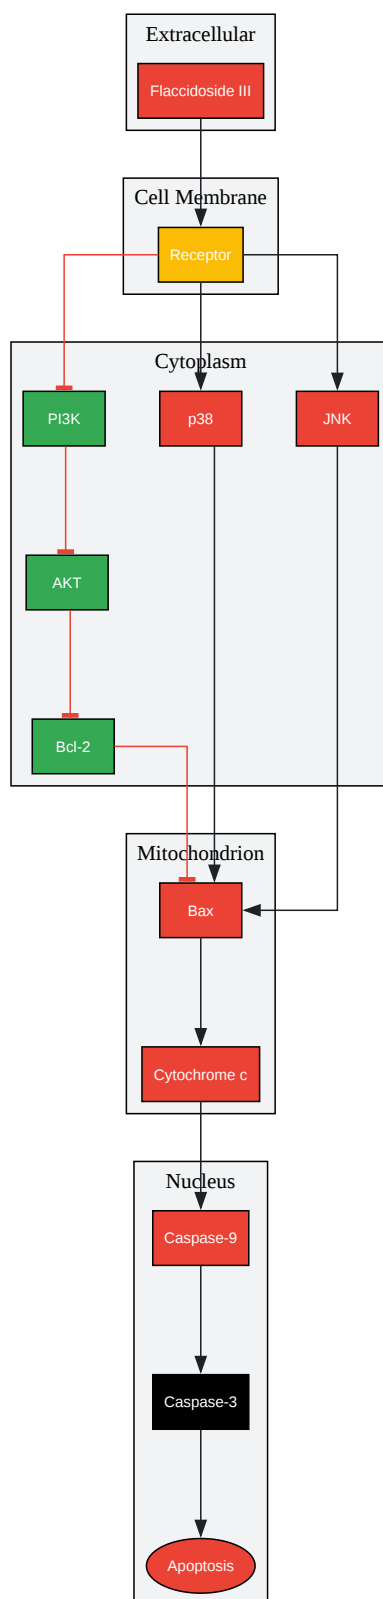 Extracellular
Flaccidoside III
Cell Membrane
Receptor
Cytoplasm
PI3K
p38
JNK
AKT
Bcl-2
Mitochondrion
Bax
Cytochrome c
Nucleus
Caspase-9
Caspase-3
Apoptosis